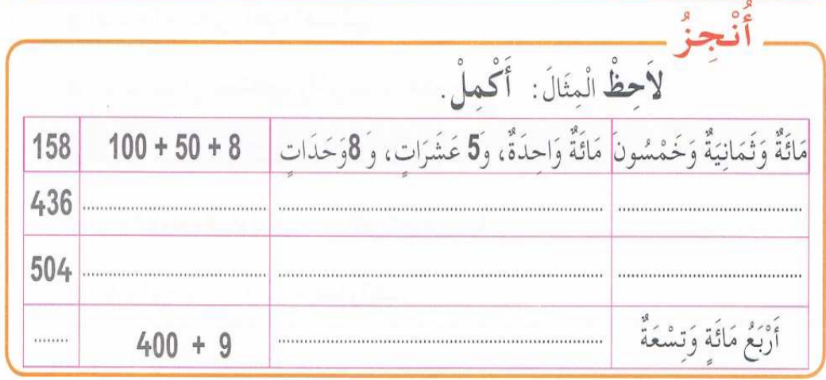 أُنْجِزُ
لاَحِظْ الْمِثَالَ: أَكْمِلْ.
مَائَةٌ وَثَمَانِيَةٌ وَخَمْسُونَ مَائَةٌ وَاحِدَةٌ، وَ5 عَشَرَاتٍ، وَ 8وَحَدَاتٍ 100 + 50 + 8 158
................ ................ ................ 436
................ ................ ................ 504
أَرْبَعُ مَائَةٍ وَتِسْعَةٌ ................ 400 + 9 ........